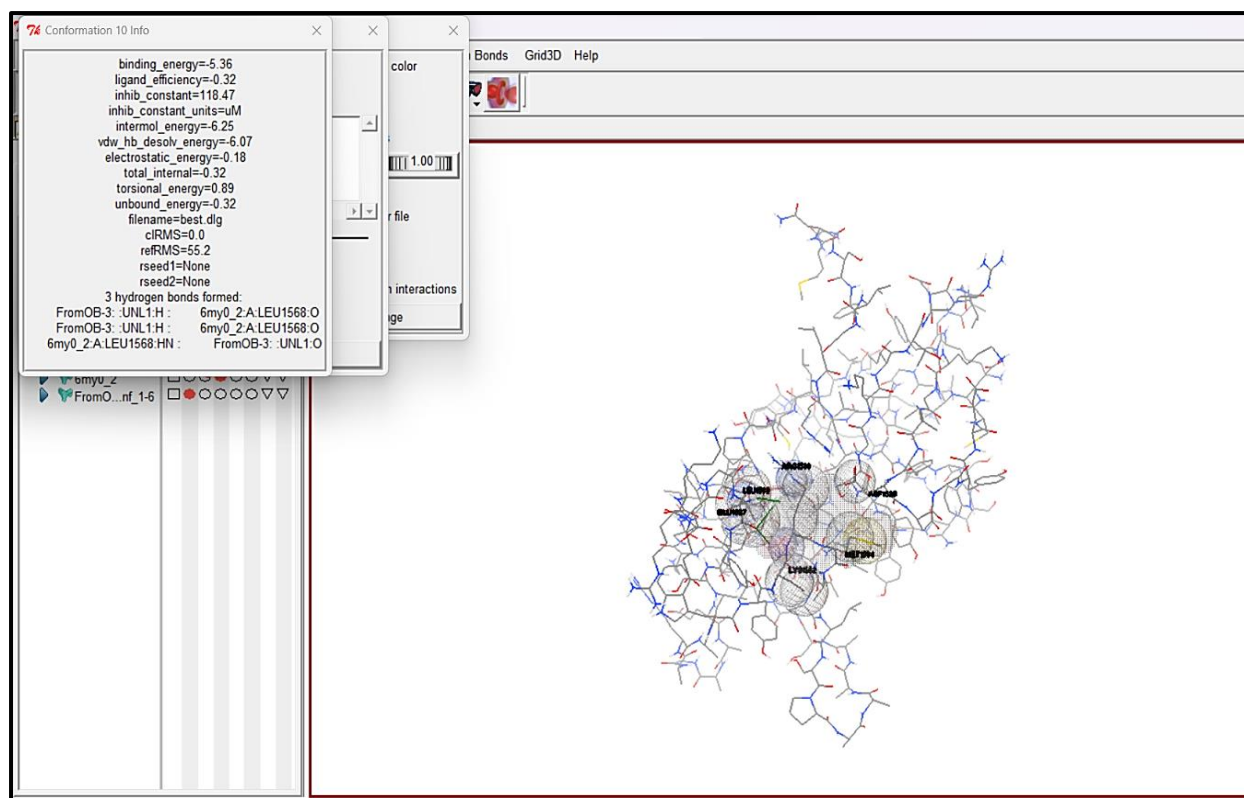 Conformation 10 Info
binding_energy=-5.36
ligand_efficiency=-0.32
inhib_constant=118.47
inhib_constant_units=uM
intermol_energy=-6.25
vdw_hb_desolv_energy=-6.07
electrostatic_energy=-0.18
total_internal=-0.32
torsional_energy=0.89
unbound_energy=-0.32
filename=best.dlg
clRMS=0.0
refRMS=55.2
rseed1=None
rseed2=None
3 hydrogen bonds formed:
FromOB-3: :UNL1:H : 6my0_2:A:LEU1568:O
FromOB-3: :UNL1:H : 6my0_2:A:LEU1568:O
6my0_2:A:LEU1568:HN : FromOB-3: :UNL1:O
color
1.00
r file
interactions
Bonds Grid3D Help
6my0_2
FromO...nf_1-6